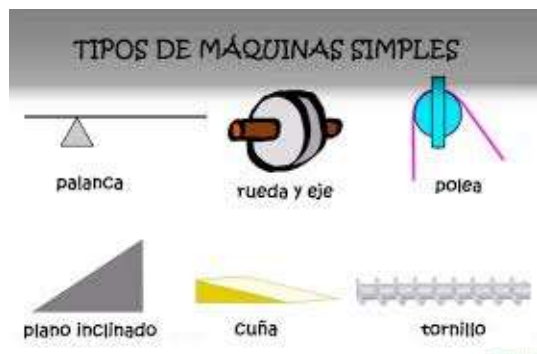 TIPOS DE MÁQUINAS SIMPLES
palanca
rueda y eje
polea
plano inclinado
cuña
tornillo